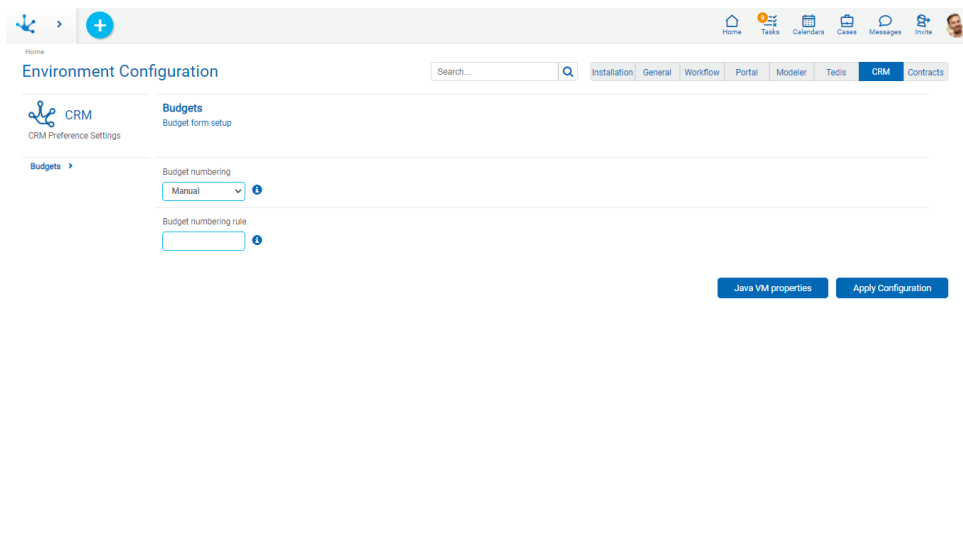 9
Home
Tasks
Calendars
Cases
Messages
Invite
Home
Environment Configuration
Search...
Installation
General
Workflow
Portal
Modeler
Tedis
CRM
Contracts
CRM
CRM Preference Settings
Budgets
Budgets
Budget form setup
Budget numbering
Manual
Budget numbering rule
Java VM properties
Apply Configuration